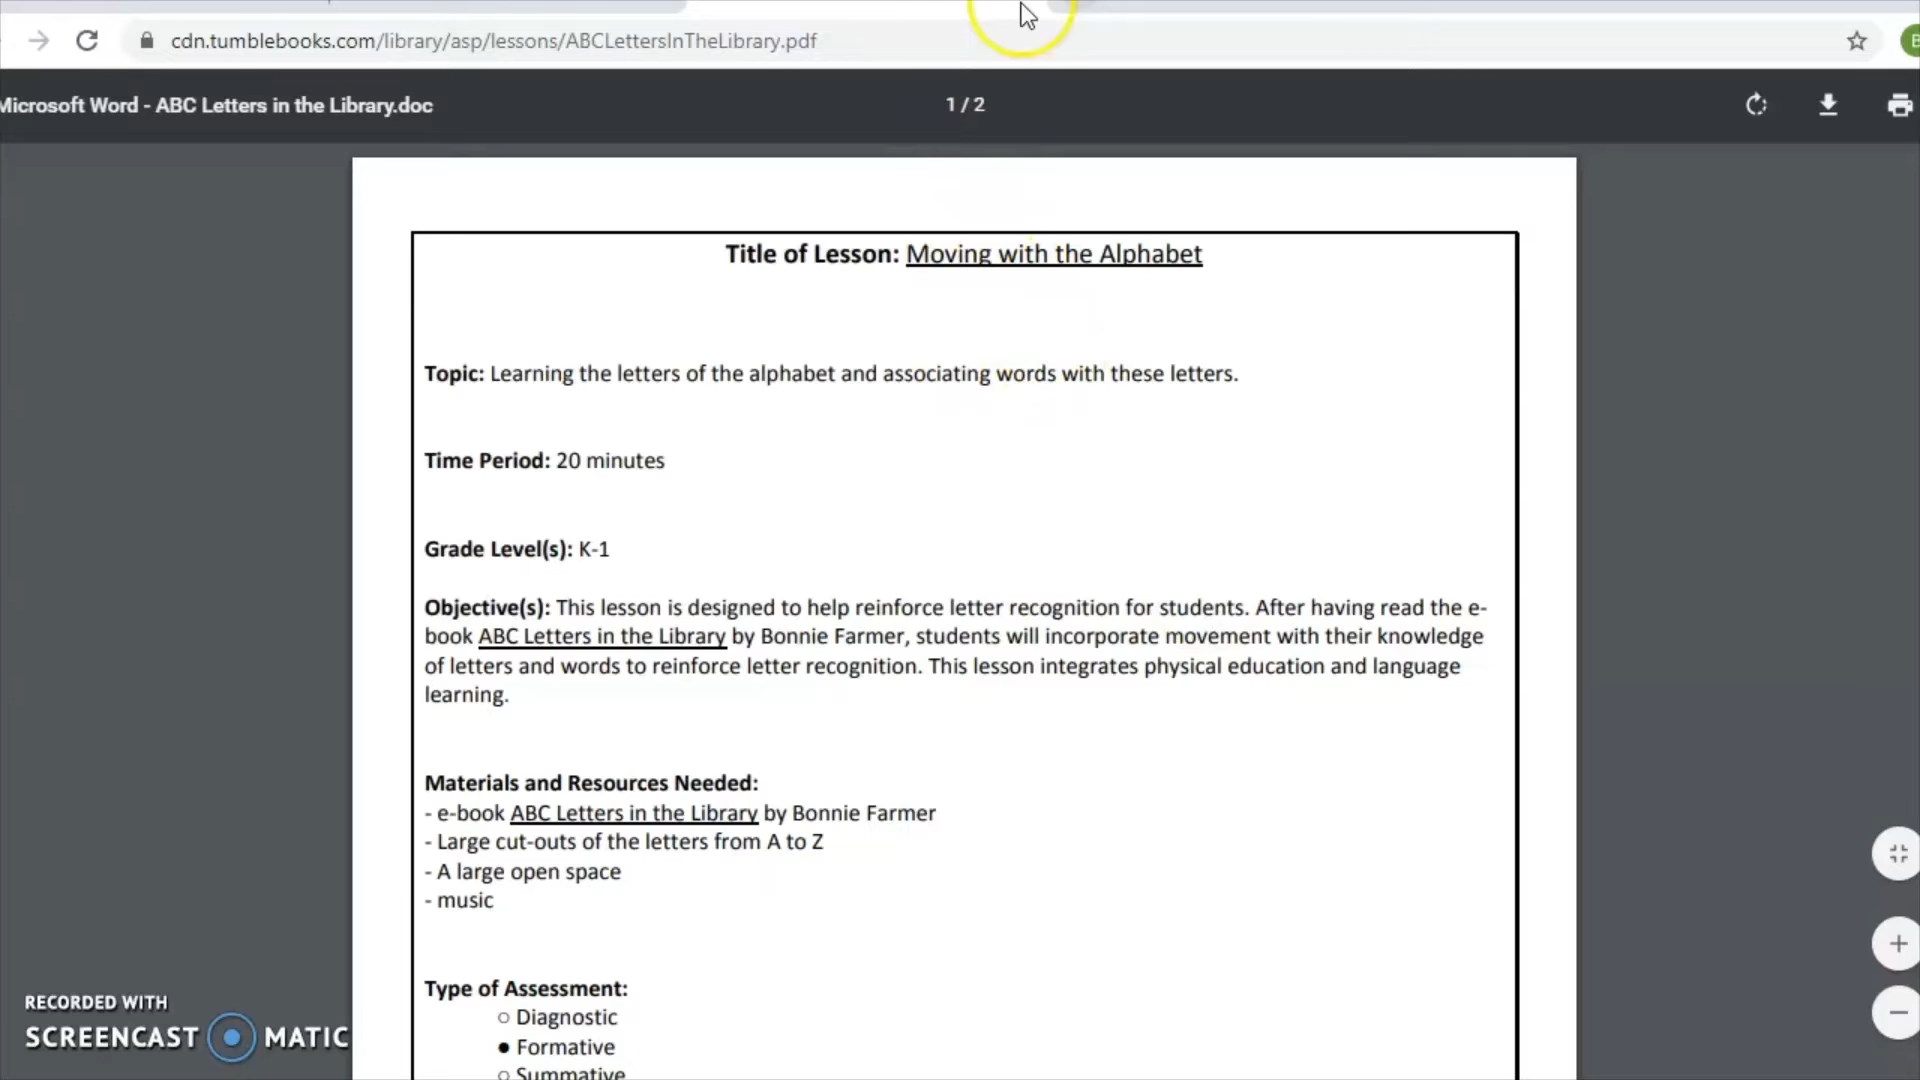 cdn.tumblebooks.com/library/asp/lessons/ABCLettersInTheLibrary.pdf
Microsoft Word - ABC Letters in the Library.doc
1 / 2
Title of Lesson: Moving with the Alphabet
Topic: Learning the letters of the alphabet and associating words with these letters.
Time Period: 20 minutes
Grade Level(s): K-1
Objective(s): This lesson is designed to help reinforce letter recognition for students. After having read the e-
book ABC Letters in the Library by Bonnie Farmer, students will incorporate movement with their knowledge
of letters and words to reinforce letter recognition. This lesson integrates physical education and language
learning.
Materials and Resources Needed:
- e-book ABC Letters in the Library by Bonnie Farmer
- Large cut-outs of the letters from A to Z
- A large open space
- music
Type of Assessment:
○ Diagnostic
● Formative
○ Summative
RECORDED WITH
SCREENCAST MATIC